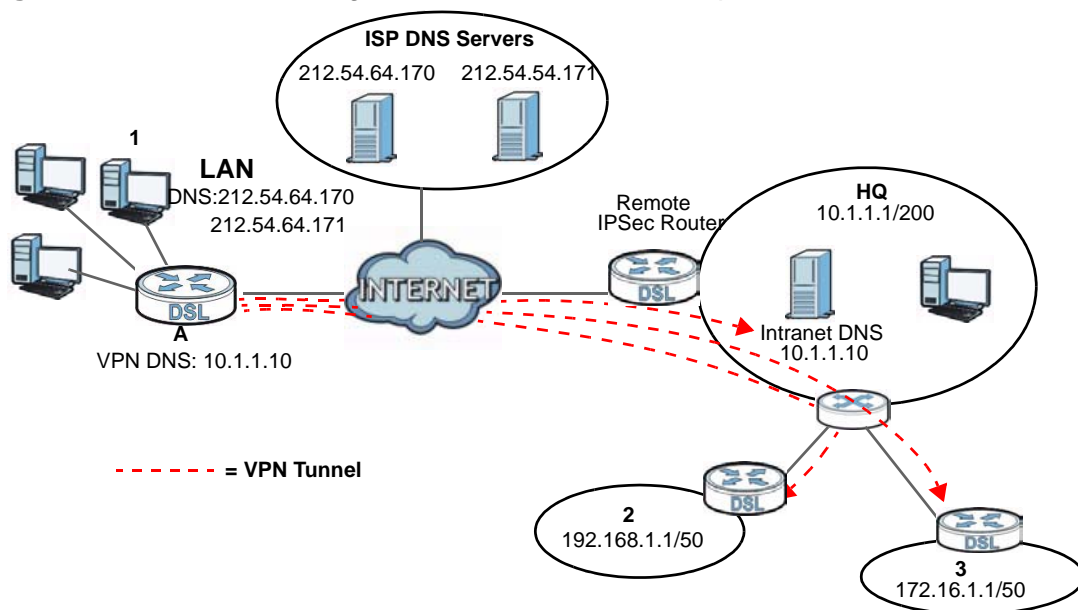 ISP DNS Servers
212.54.64.170 212.54.54.171
1
LAN
DNS:212.54.64.170
212.54.64.171
Remote
IPSec Router
HQ
10.1.1.1/200
INTERNET
DSL
DSL
A
VPN DNS: 10.1.1.10
Intranet DNS
10.1.1.10
= VPN Tunnel
DSL
2
192.168.1.1/50
DSL
3
172.16.1.1/50